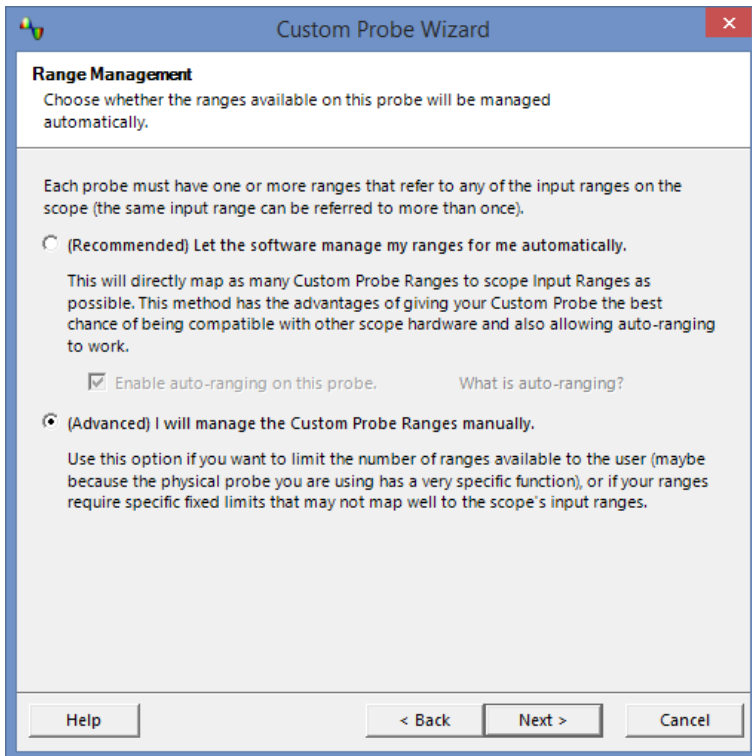 Custom Probe Wizard
Range Management
Choose whether the ranges available on this probe will be managed
automatically.
Each probe must have one or more ranges that refer to any of the input ranges on the
scope (the same input range can be referred to more than once).
(Recommended) Let the software manage my ranges for me automatically.
This will directly map as many Custom Probe Ranges to scope Input Ranges as
possible. This method has the advantages of giving your Custom Probe the best
chance of being compatible with other scope hardware and also allowing auto-ranging
to work.
Enable auto-ranging on this probe. What is auto-ranging?
(Advanced) I will manage the Custom Probe Ranges manually.
Use this option if you want to limit the number of ranges available to the user (maybe
because the physical probe you are using has a very specific function), or if your ranges
require specific fixed limits that may not map well to the scope's input ranges.
Help < Back Next > Cancel